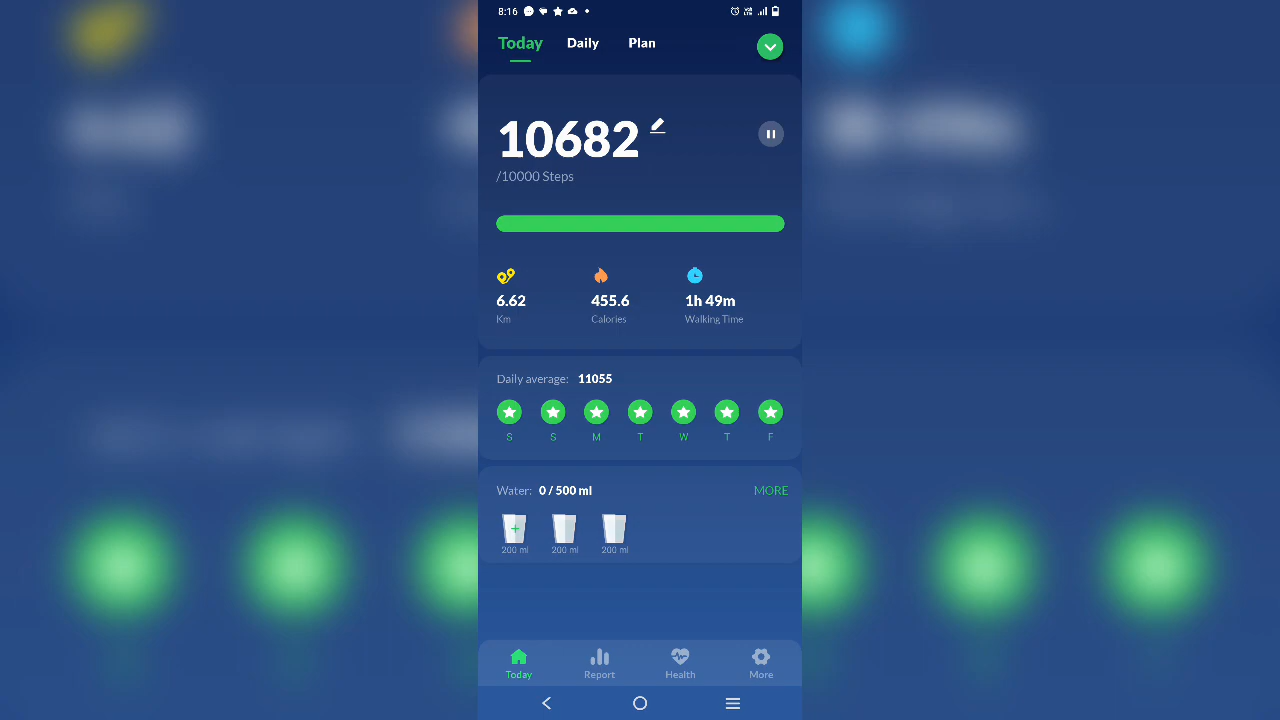 8:16
Today Daily Plan
10682
/10000 Steps
6.62 455.6 1h 49m
Km Calories Walking Time
Daily average: 11055
S S M T W T F
Water: 0 / 500 ml MORE
200 ml 200 ml 200 ml
Today Report Health More